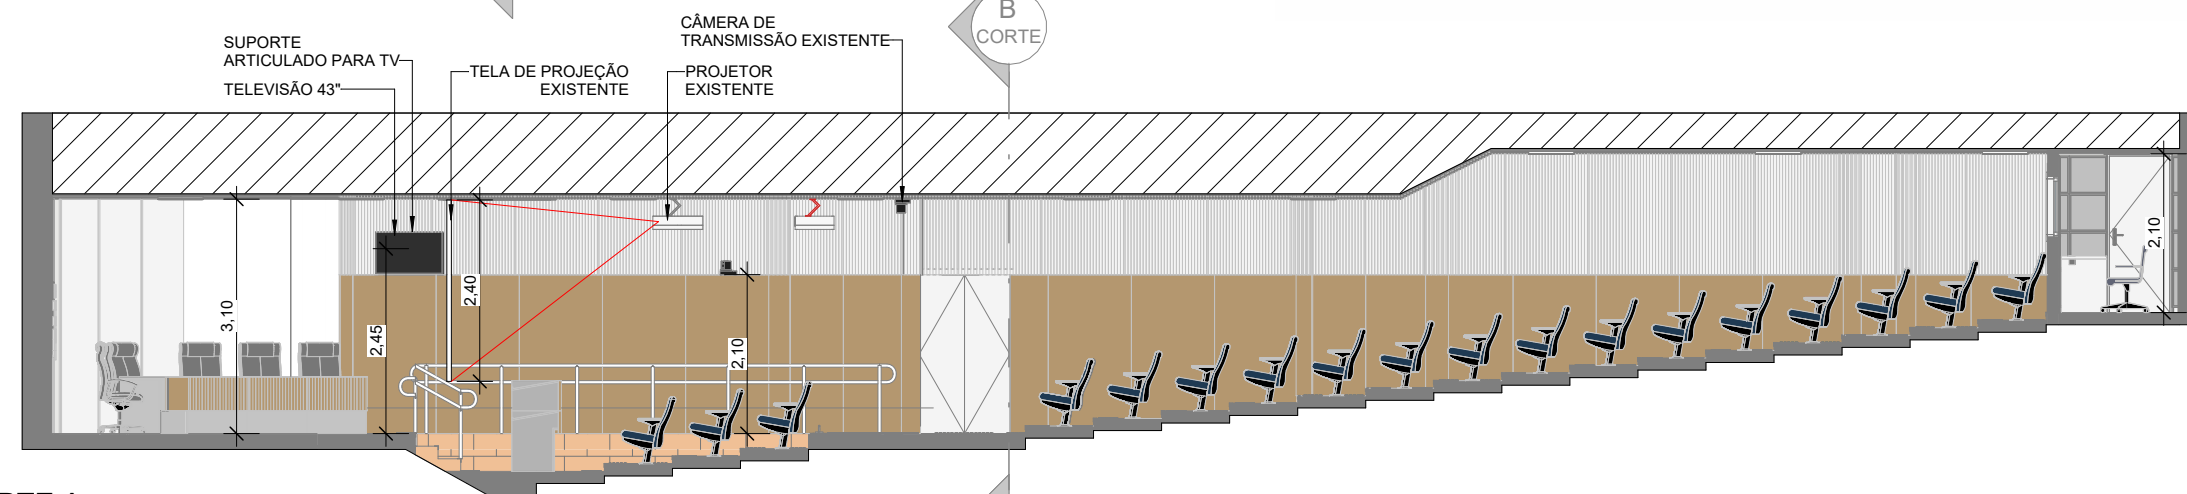 B
CORTE
CÂMERA DE
TRANSMISSÃO EXISTENTE
SUPORTE
ARTICULADO PARA TV
TELEVISÃO 43"
TELA DE PROJEÇÃO
EXISTENTE
PROJETOR
EXISTENTE
3,10
2,45
2,40
2,10
2,10